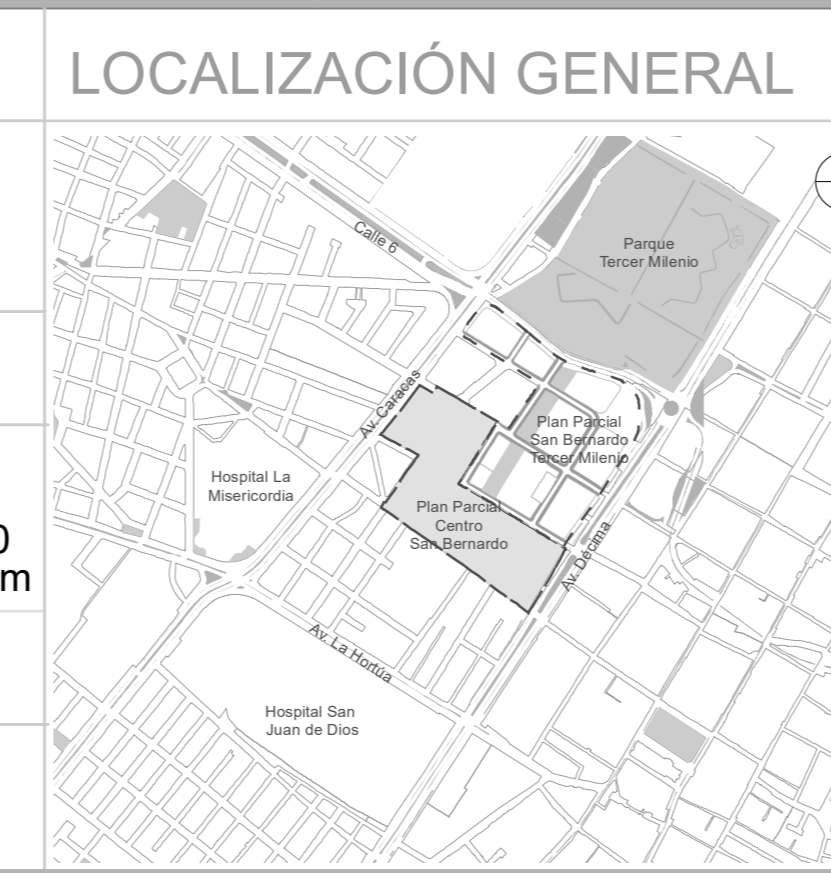 LOCALIZACIÓN GENERAL
Calle 6
Parque
Tercer Milenio
Av. Caracas
Plan Parcial
San Bernardo
Tercer Milenio
Hospital La
Misericordia
Plan Parcial
Centro
San Bernardo
0
m
Av. Décima
Av. La Hortúa
Hospital San
Juan de Dios